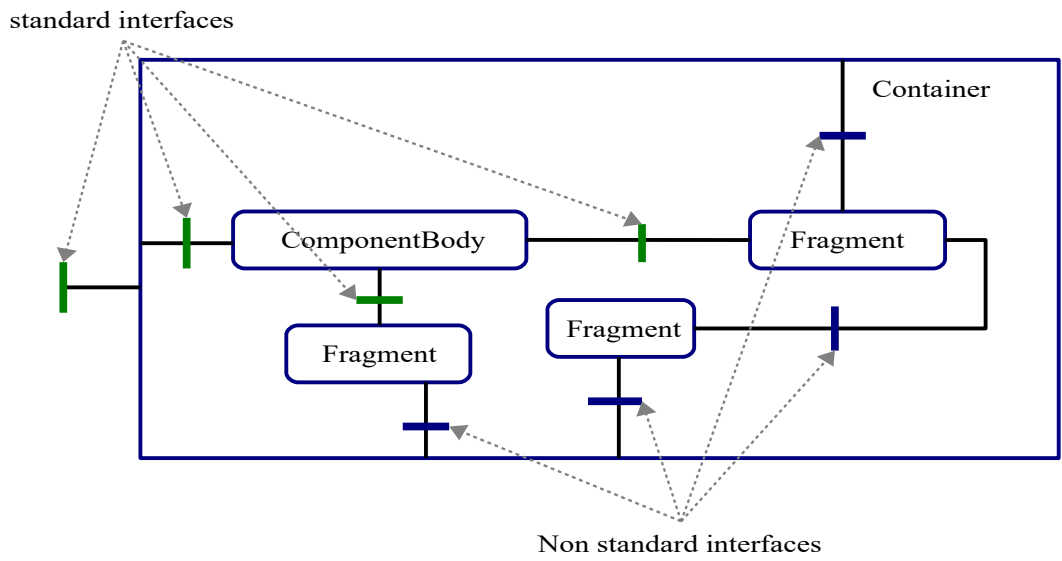 standard interfaces
Container
ComponentBody
Fragment
Fragment
Fragment
Non standard interfaces